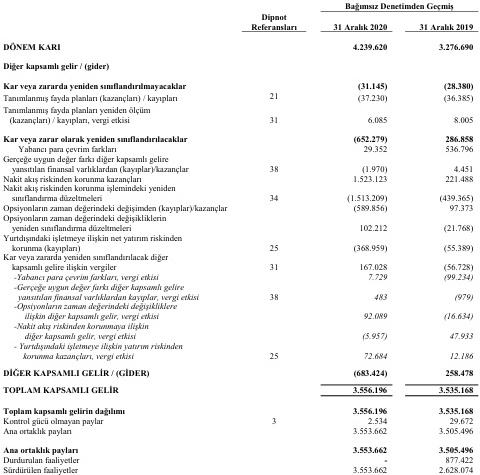 Bağımsız Denetimden Geçmiş
Dipnot
Referansları 31 Aralık 2020 31 Aralık 2019
DÖNEM KARI 4.239.620 3.276.690
Diğer kapsamlı gelir / (gider)
Kar veya zararda yeniden sınıflandırılmayacaklar (31.145) (28.380)
Tanımlanmış fayda planları (kazançları) / kayıpları 21 (37.230) (36.385)
Tanımlanmış fayda planları yeniden ölçüm
(kazançları) / kayıpları, vergi etkisi 31 6.085 8.005
Kar veya zarar olarak yeniden sınıflandırılacaklar (652.279) 286.858
Yabancı para çevrim farkları 29.352 536.796
Gerçeğe uygun değer farkı diğer kapsamlı gelire
yansıtılan finansal varlıklardan (kayıplar)/kazançlar 38 (1.970) 4.451
Nakit akış riskinden korunma kazançları 1.523.123 221.488
Nakit akış riskinden korunma işlemindeki yeniden
sınıflandırma düzeltmeleri 34 (1.513.209) (439.365)
Opsiyonların zaman değerindeki değişimden (kayıplar)/kazançlar (589.856) 97.373
Opsiyonların zaman değerindeki değişikliklerin
yeniden sınıflandırma düzeltmeleri 102.212 (21.768)
Yurtdışındaki işletmeye ilişkin net yatırım riskinden
korunma (kayıpları) 25 (368.959) (55.389)
Kar veya zararda yeniden sınıflandırılacak diğer
kapsamlı gelire ilişkin vergiler 31 167.028 (56.728)
-Yabancı para çevrim farkları, vergi etkisi 7.729 (99.234)
-Gerçeğe uygun değer farkı diğer kapsamlı gelire
yansıtılan finansal varlıklardan kayıplar, vergi etkisi 38 483 (979)
-Opsiyonların zaman değerindeki değişikliklere
ilişkin diğer kapsamlı gelir, vergi etkisi 92.089 (16.634)
-Nakit akış riskinden korunmaya ilişkin
diğer kapsamlı gelir, vergi etkisi (5.957) 47.933
- Yurtdışındaki işletmeye ilişkin yatırım riskinden
korunma kazançları, vergi etkisi 25 72.684 12.186
DİĞER KAPSAMLI GELİR / (GİDER) (683.424) 258.478
TOPLAM KAPSAMLI GELİR 3.556.196 3.535.168
Toplam kapsamlı gelirin dağılımı 3.556.196 3.535.168
Kontrol gücü olmayan paylar 3 2.534 29.672
Ana ortaklık payları 3.553.662 3.505.496
Ana ortaklık payları 3.553.662 3.505.496
Durdurulan faaliyetler - 877.422
Sürdürülen faaliyetler 3.553.662 2.628.074